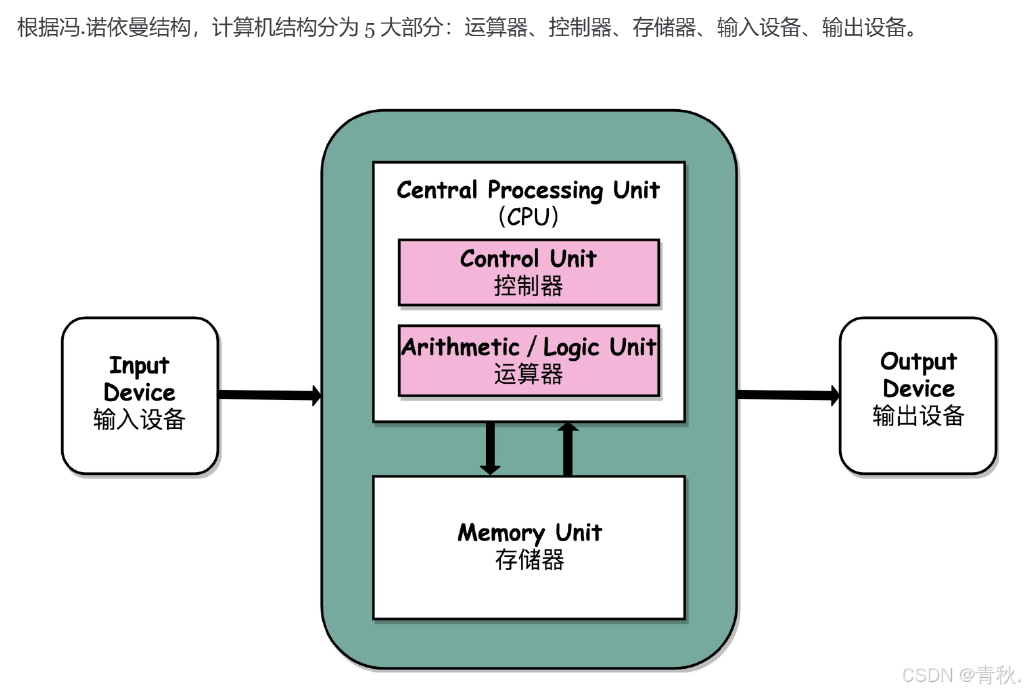 根据冯.诺依曼结构，计算机结构分为 5 大部分：运算器、控制器、存储器、输入设备、输出设备。
Central Processing Unit
（CPU）
Control Unit
控制器
Arithmetic / Logic Unit
运算器
Input
Device
输入设备
Output
Device
输出设备
Memory Unit
存储器
CSDN @青秋.